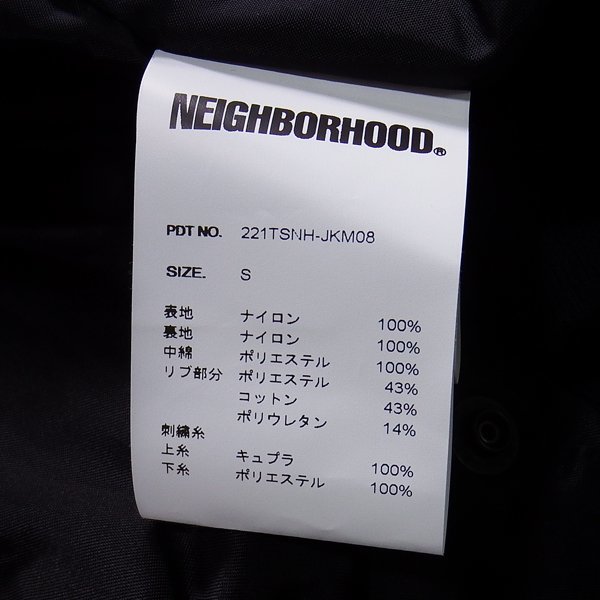 NEIGHBORHOOD®
PDT NO. 221TSNH-JKM08
SIZE. S
表地 ナイロン 100%
裏地 ナイロン 100%
中綿 ポリエステル 100%
リブ部分 ポリエステル 43%
コットン 43%
ポリウレタン 14%
刺繍糸
上糸 キュプラ 100%
下糸 ポリエステル 100%